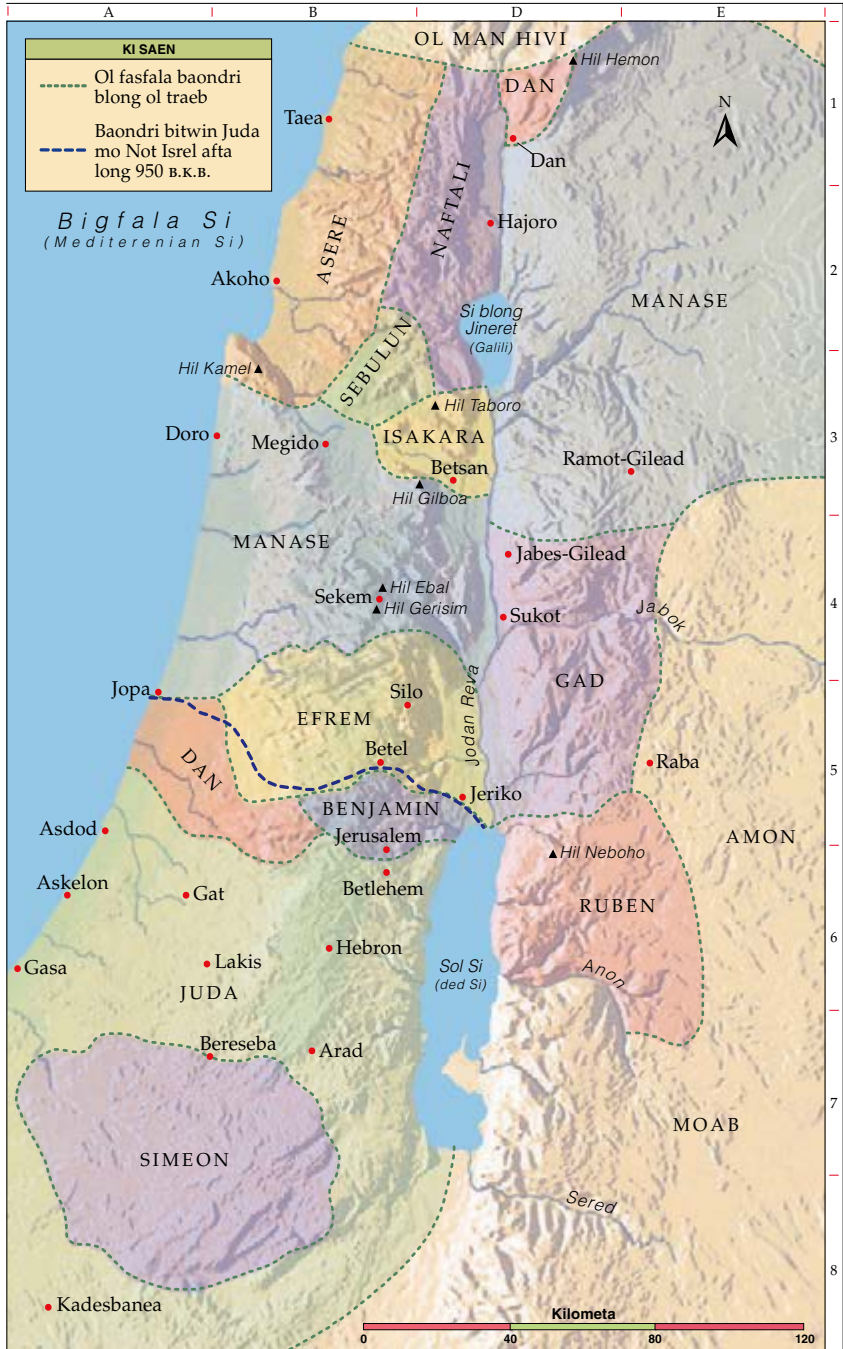 A B D E
KI SAEN
Ol fasfala baondri
blong ol traeb
Baondri bitwin Juda
mo Not Isrel afta
long 950 B.K.B.
OL MAN HIVI
Hil Hemon
DAN
1
N
Taea
Dan
Bigfala Si
(Mediterenian Si)
NAFTALI
Hajoro
ASERE
2
Akoho
MANASE
Si blong
Jineret
(Galili)
Hil Kamel
SEBULUN
Hil Taboro
Doro
Megido
ISAKARA
3
Betsan
Ramot-Gilead
Hil Gilboa
MANASE
Jabes-Gilead
Hil Ebal
Sekem
Hil Gerisim
Sukot
Jabok
4
Jopa
Silo
Jodan Reva
GAD
EFREM
Betel
DAN
Raba
5
Jeriko
BENJAMIN
Asdod
Jerusalem
AMON
Hil Neboho
Betlehem
Askelon
Gat
RUBEN
Hebron
6
Gasa
Lakis
Sol Si
(ded Si)
Anon
JUDA
Bereseba
Arad
7
MOAB
SIMEON
Sered
8
Kadesbanea
Kilometa
0 40 80 120